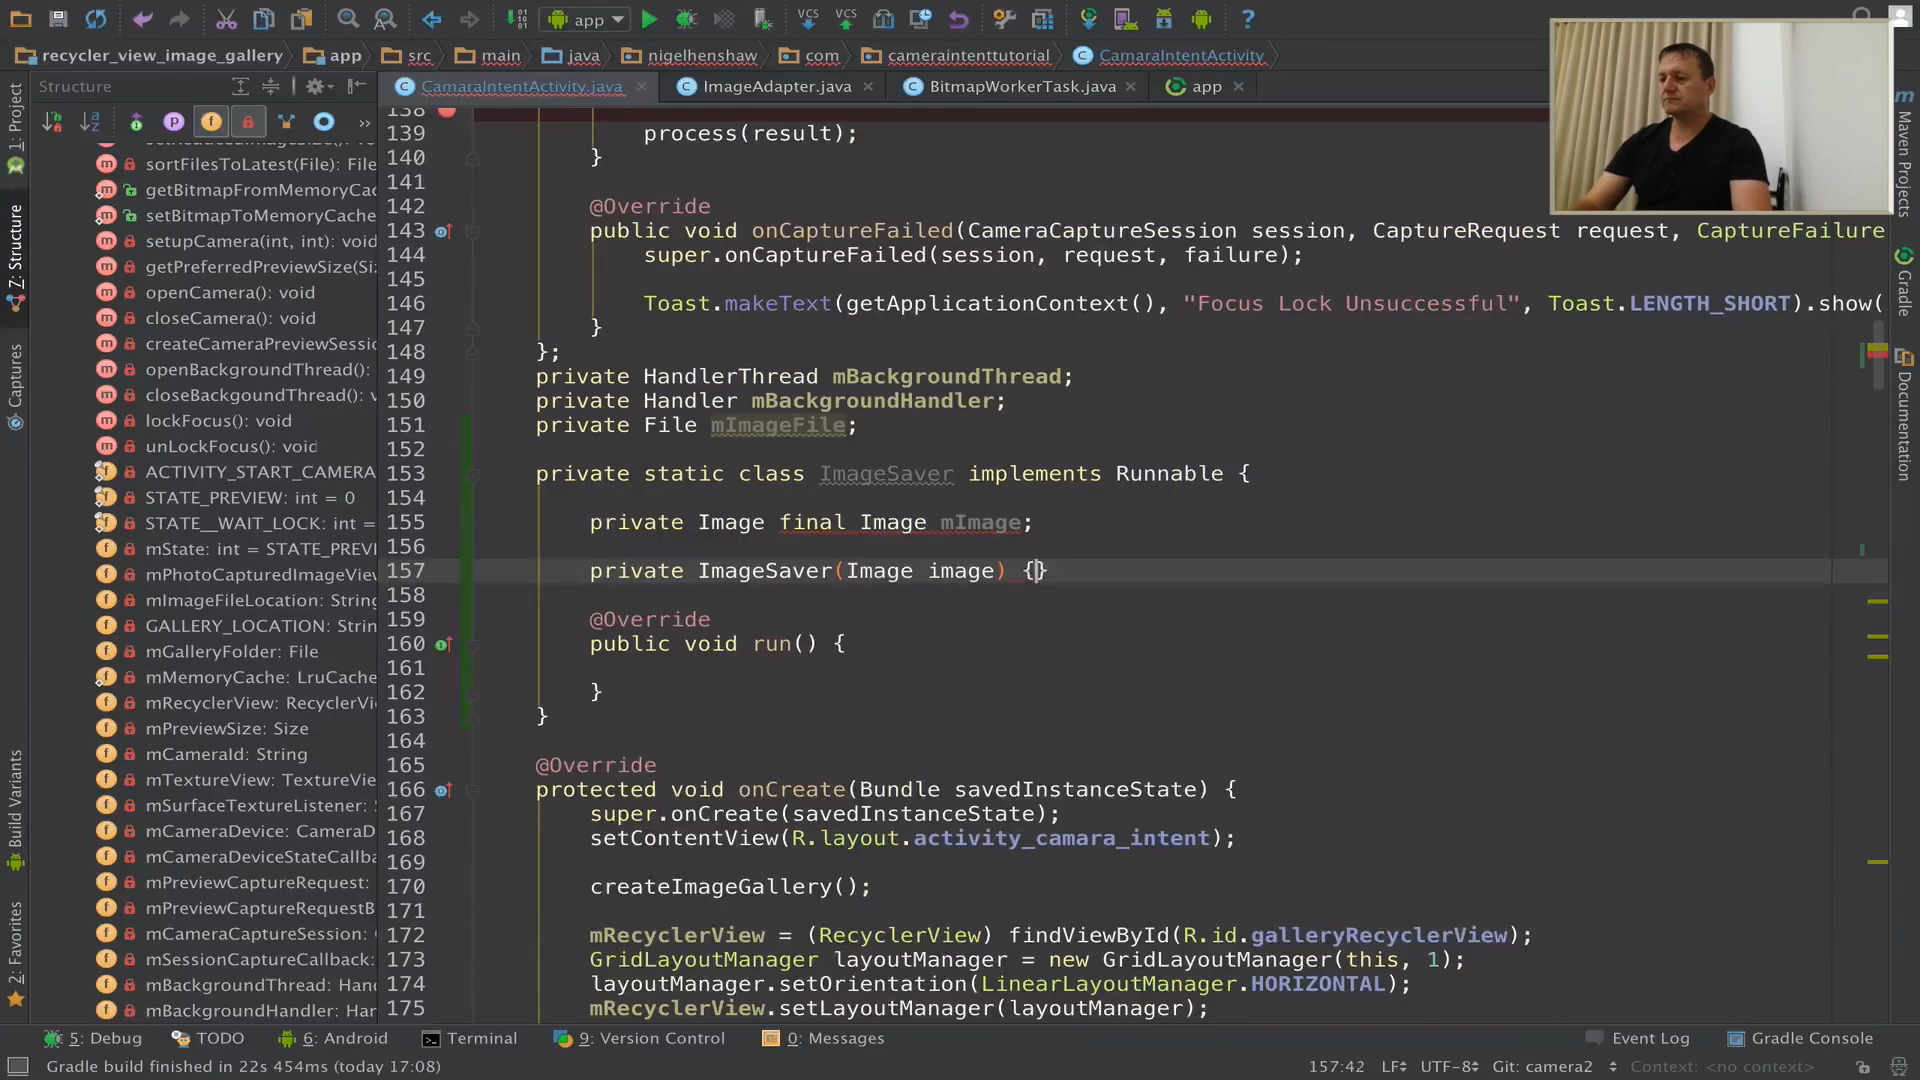 app
VCS
VCS
recycler_view_image_gallery app src main java nigelhenshaw com cameraintenttutorial CamaraIntentActivity
Structure
CamaraIntentActivity.java
ImageAdapter.java
BitmapWorkerTask.java
app
1: Project
7: Structure
Captures
Build Variants
2: Favorites
sortFilesToLatest(File): File
getBitmapFromMemoryCac
setBitmapToMemoryCache
setupCamera(int, int): void
getPreferredPreviewSize(Siz
openCamera(): void
closeCamera(): void
createCameraPreviewSessi
openBackgroundThread():
closeBackgoundThread():
lockFocus(): void
unLockFocus(): void
ACTIVITY_START_CAMERA
STATE_PREVIEW: int = 0
STATE__WAIT_LOCK: int =
mState: int = STATE_PREVI
mPhotoCapturedImageView
mImageFileLocation: String
GALLERY_LOCATION: Strin
mGalleryFolder: File
mMemoryCache: LruCache
mRecyclerView: RecyclerVi
mPreviewSize: Size
mCameraId: String
mTextureView: TextureVie
mSurfaceTextureListener:
mCameraDevice: CameraD
mCameraDeviceStateCallba
mPreviewCaptureRequest:
mPreviewCaptureRequestB
mCameraCaptureSession:
mSessionCaptureCallback:
mBackgroundThread: Hand
mBackgroundHandler: Han
138
139 process(result);
140 }
141
142 @Override
143 public void onCaptureFailed(CameraCaptureSession session, CaptureRequest request, CaptureFailure
144 super.onCaptureFailed(session, request, failure);
145
146 Toast.makeText(getApplicationContext(), "Focus Lock Unsuccessful", Toast.LENGTH_SHORT).show(
147 }
148 };
149 private HandlerThread mBackgroundThread;
150 private Handler mBackgroundHandler;
151 private File mImageFile;
152
153 private static class ImageSaver implements Runnable {
154
155 private Image final Image mImage;
156
157 private ImageSaver(Image image) {}
158
159 @Override
160 public void run() {
161
162 }
163 }
164
165 @Override
166 protected void onCreate(Bundle savedInstanceState) {
167 super.onCreate(savedInstanceState);
168 setContentView(R.layout.activity_camara_intent);
169
170 createImageGallery();
171
172 mRecyclerView = (RecyclerView) findViewById(R.id.galleryRecyclerView);
173 GridLayoutManager layoutManager = new GridLayoutManager(this, 1);
174 layoutManager.setOrientation(LinearLayoutManager.HORIZONTAL);
175 mRecyclerView.setLayoutManager(layoutManager);
Maven Projects
Gradle
Documentation
5: Debug TODO 6: Android Terminal 9: Version Control 0: Messages Event Log Gradle Console
Gradle build finished in 22s 454ms (today 17:08) 157:42 LF UTF-8 Git: camera2 Context: <no context>